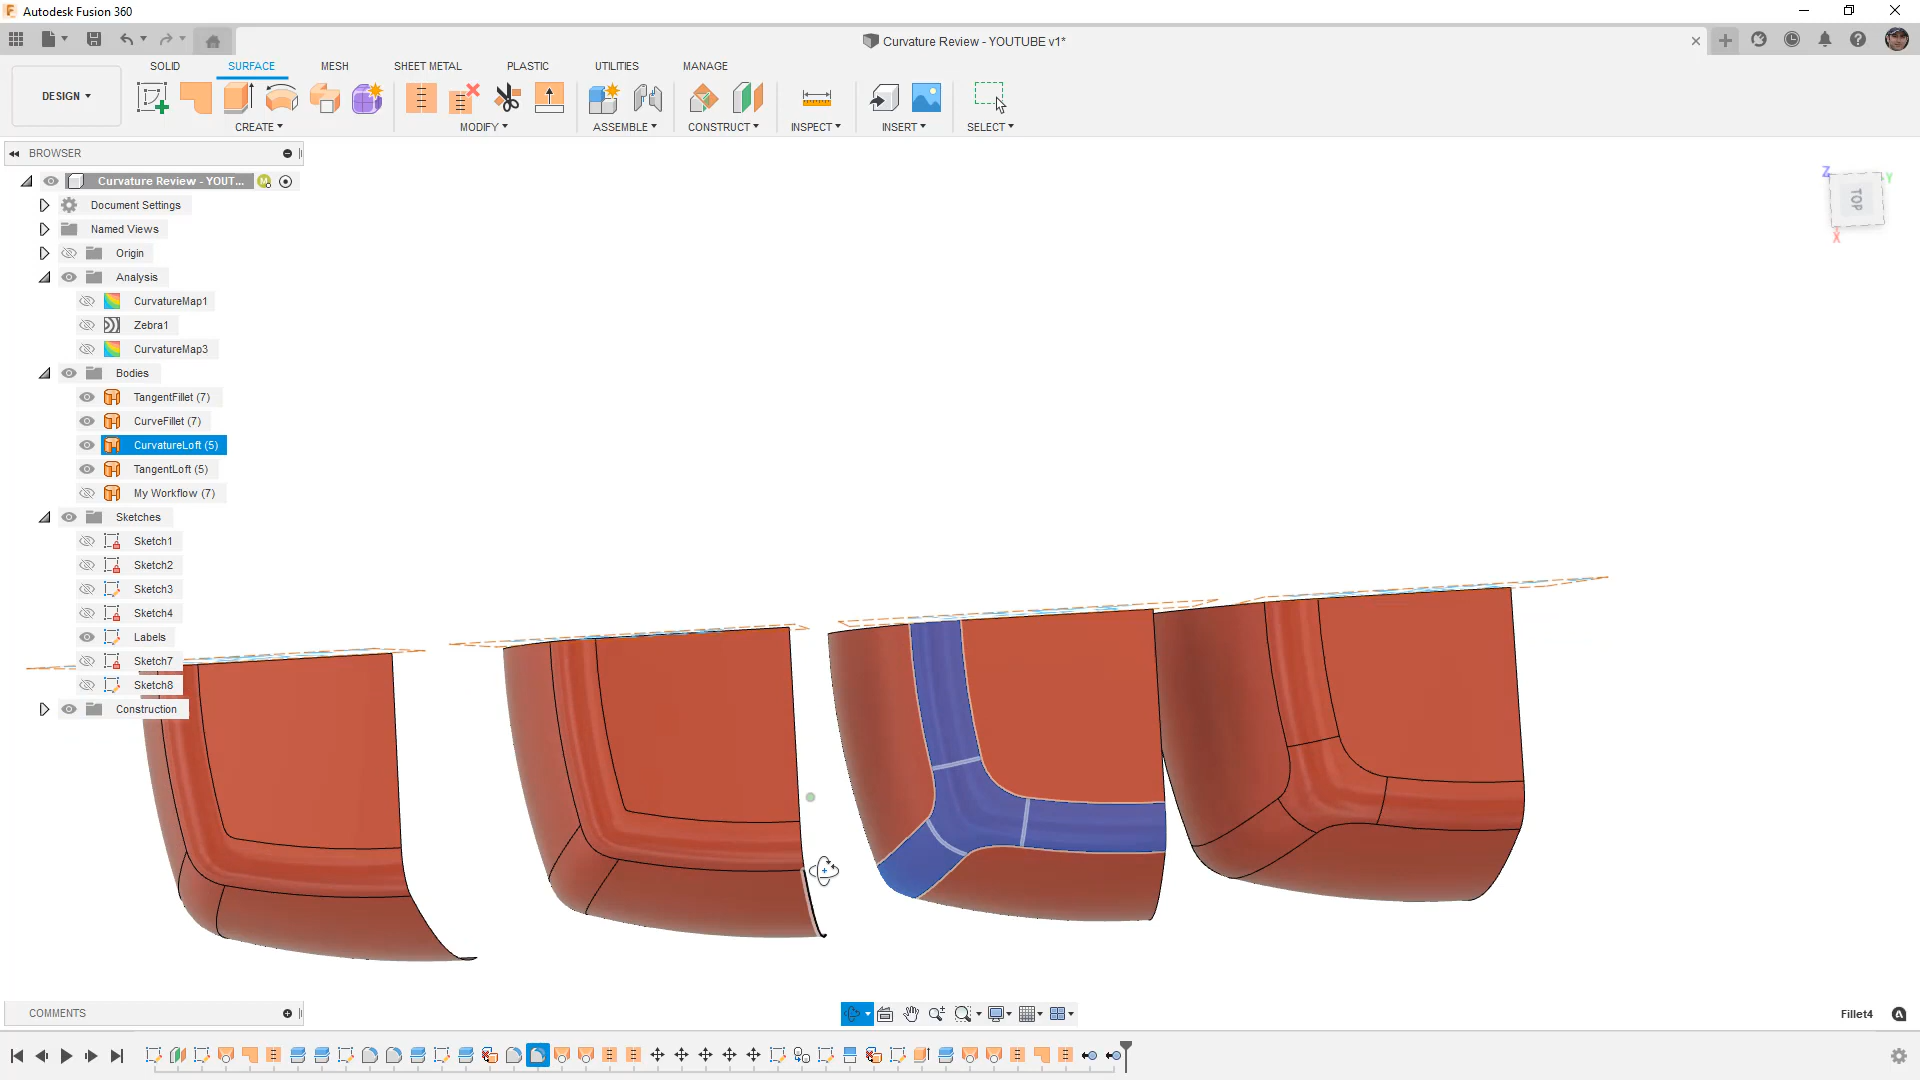 Autodesk Fusion 360
Curvature Review - YOUTUBE v1*
DESIGN
SOLID
SURFACE
MESH
SHEET METAL
PLASTIC
UTILITIES
MANAGE
CREATE
MODIFY
ASSEMBLE
CONSTRUCT
INSPECT
INSERT
SELECT
BROWSER
Curvature Review - YOUT...
Document Settings
Named Views
Origin
Analysis
CurvatureMap1
Zebra1
CurvatureMap3
Bodies
TangentFillet (7)
CurveFillet (7)
CurvatureLoft (5)
TangentLoft (5)
My Workflow (7)
Sketches
Sketch1
Sketch2
Sketch3
Sketch4
Labels
Sketch7
Sketch8
Construction
Z
Y
TOP
X
COMMENTS
Fillet4